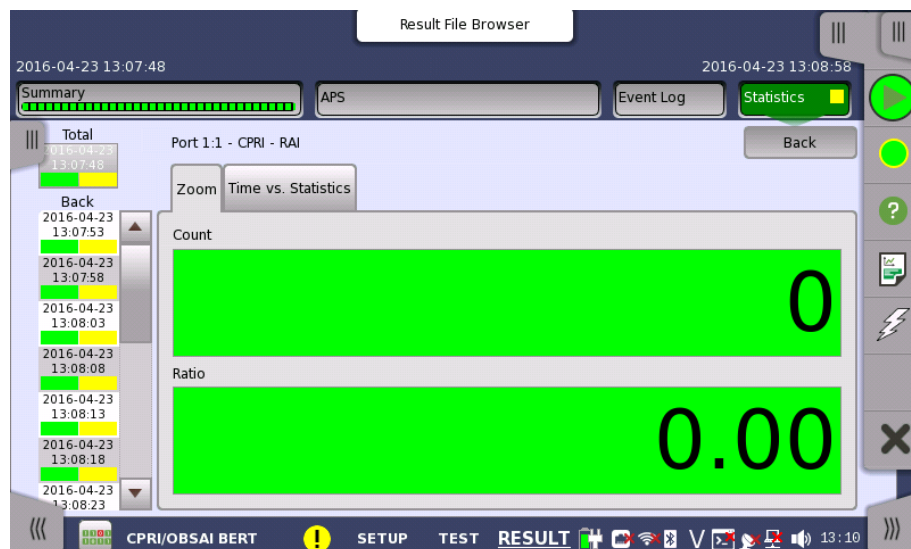 Result File Browser
2016-04-23 13:07:48
2016-04-23 13:08:58
Summary
APS
Event Log
Statistics
Total
2016-04-23
13:07:48
Back
2016-04-23
13:07:53
2016-04-23
13:07:58
2016-04-23
13:08:03
2016-04-23
13:08:08
2016-04-23
13:08:13
2016-04-23
13:08:18
2016-04-23
13:08:23
Port 1:1 - CPRI - RAI
Back
Zoom
Time vs. Statistics
Count
0
Ratio
0.00
CPRI/OBSAI BERT
SETUP
TEST
RESULT
V
13:10